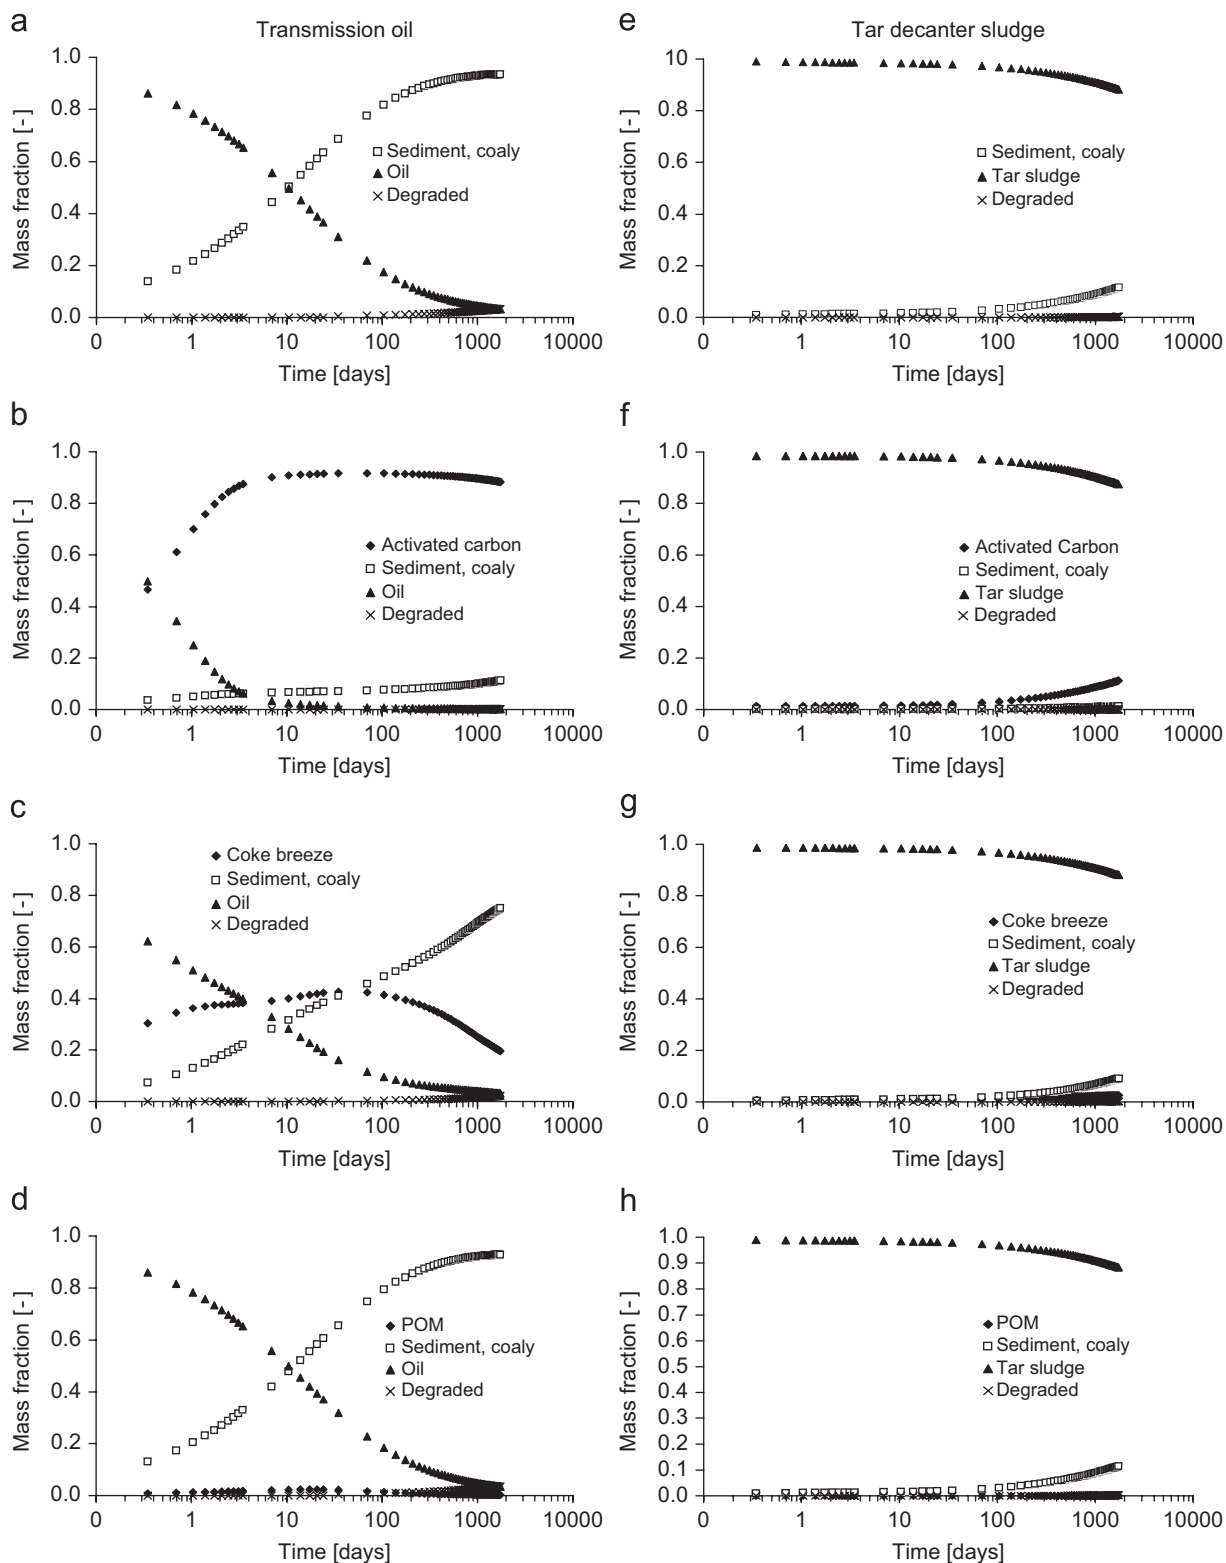 a
Transmission oil
1.0
0.8
0.6
0.4
0.2
0.0
Mass fraction [-]
Sediment, coaly
Oil
Degraded
0 1 10 100 1000 10000
Time [days]
e
Tar decanter sludge
10
0.8
0.6
0.4
0.2
0.0
Mass fraction [-]
Sediment, coaly
Tar sludge
Degraded
0 1 10 100 1000 10000
Time [days]
b
1.0
0.8
0.6
0.4
0.2
0.0
Mass fraction [-]
Activated carbon
Sediment, coaly
Oil
Degraded
0 1 10 100 1000 10000
Time [days]
f
1.0
0.8
0.6
0.4
0.2
0.0
Mass fraction [-]
Activated Carbon
Sediment, coaly
Tar sludge
Degraded
0 1 10 100 1000 10000
Time [days]
c
1.0
0.8
0.6
0.4
0.2
0.0
Mass fraction [-]
Coke breeze
Sediment, coaly
Oil
Degraded
0 1 10 100 1000 10000
Time [days]
g
1.0
0.8
0.6
0.4
0.2
0.0
Mass fraction [-]
Coke breeze
Sediment, coaly
Tar sludge
Degraded
0 1 10 100 1000 10000
Time [days]
d
1.0
0.8
0.6
0.4
0.2
0.0
Mass fraction [-]
POM
Sediment, coaly
Oil
Degraded
0 1 10 100 1000 10000
Time [days]
h
1.0
0.9
0.8
0.7
0.6
0.5
0.4
0.3
0.2
0.1
0.0
Mass fraction [-]
POM
Sediment, coaly
Tar sludge
Degraded
0 1 10 100 1000 10000
Time [days]